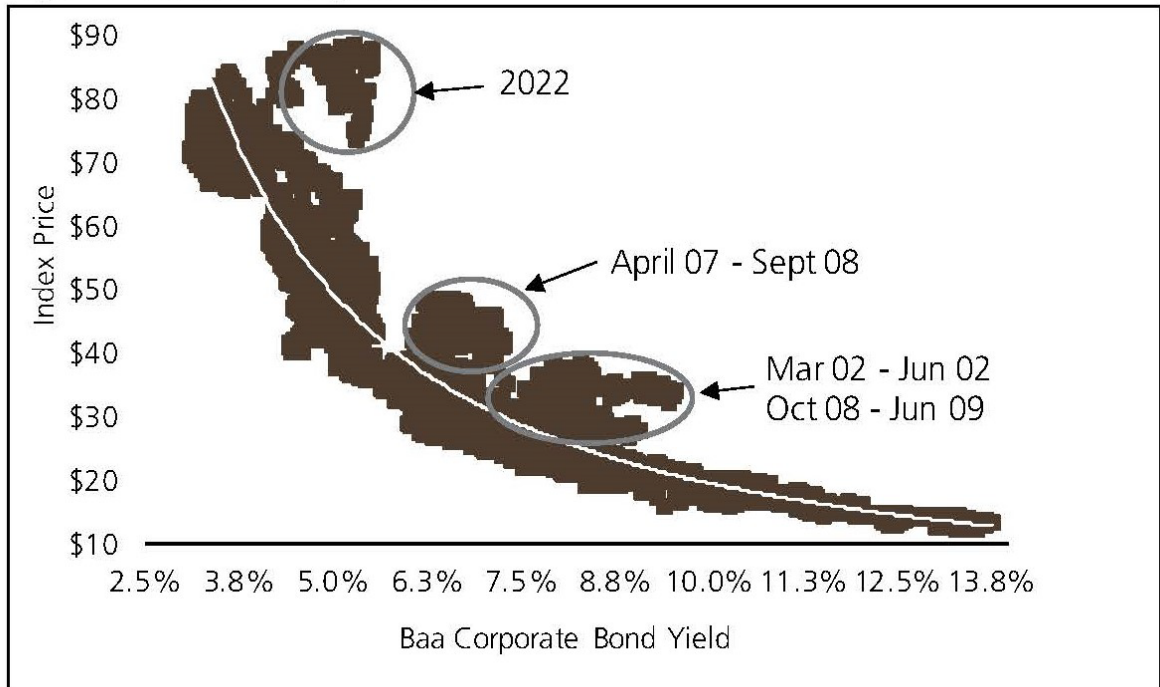 $90
$80
$70
$60
$50
$40
$30
$20
$10
Index Price
2022
April 07 - Sept 08
Mar 02 - Jun 02
Oct 08 - Jun 09
2.5% 3.8% 5.0% 6.3% 7.5% 8.8% 10.0% 11.3% 12.5% 13.8%
Baa Corporate Bond Yield